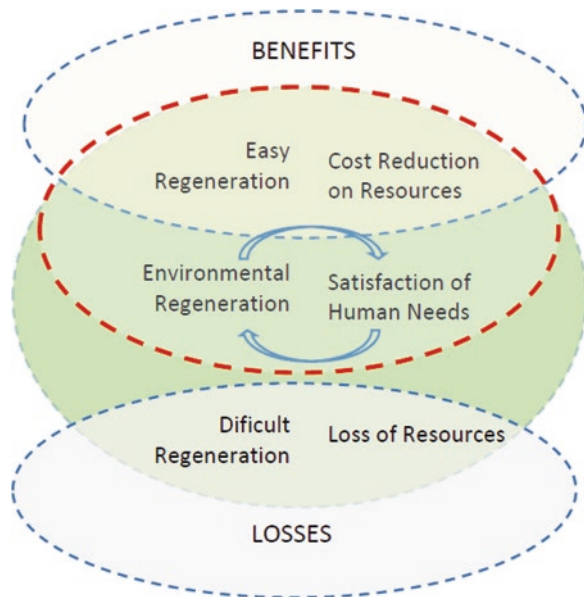 BENEFITS
Easy
Regeneration
Cost Reduction
on Resources
Environmental
Regeneration
Satisfaction of
Human Needs
Dificult
Regeneration
Loss of Resources
LOSSES